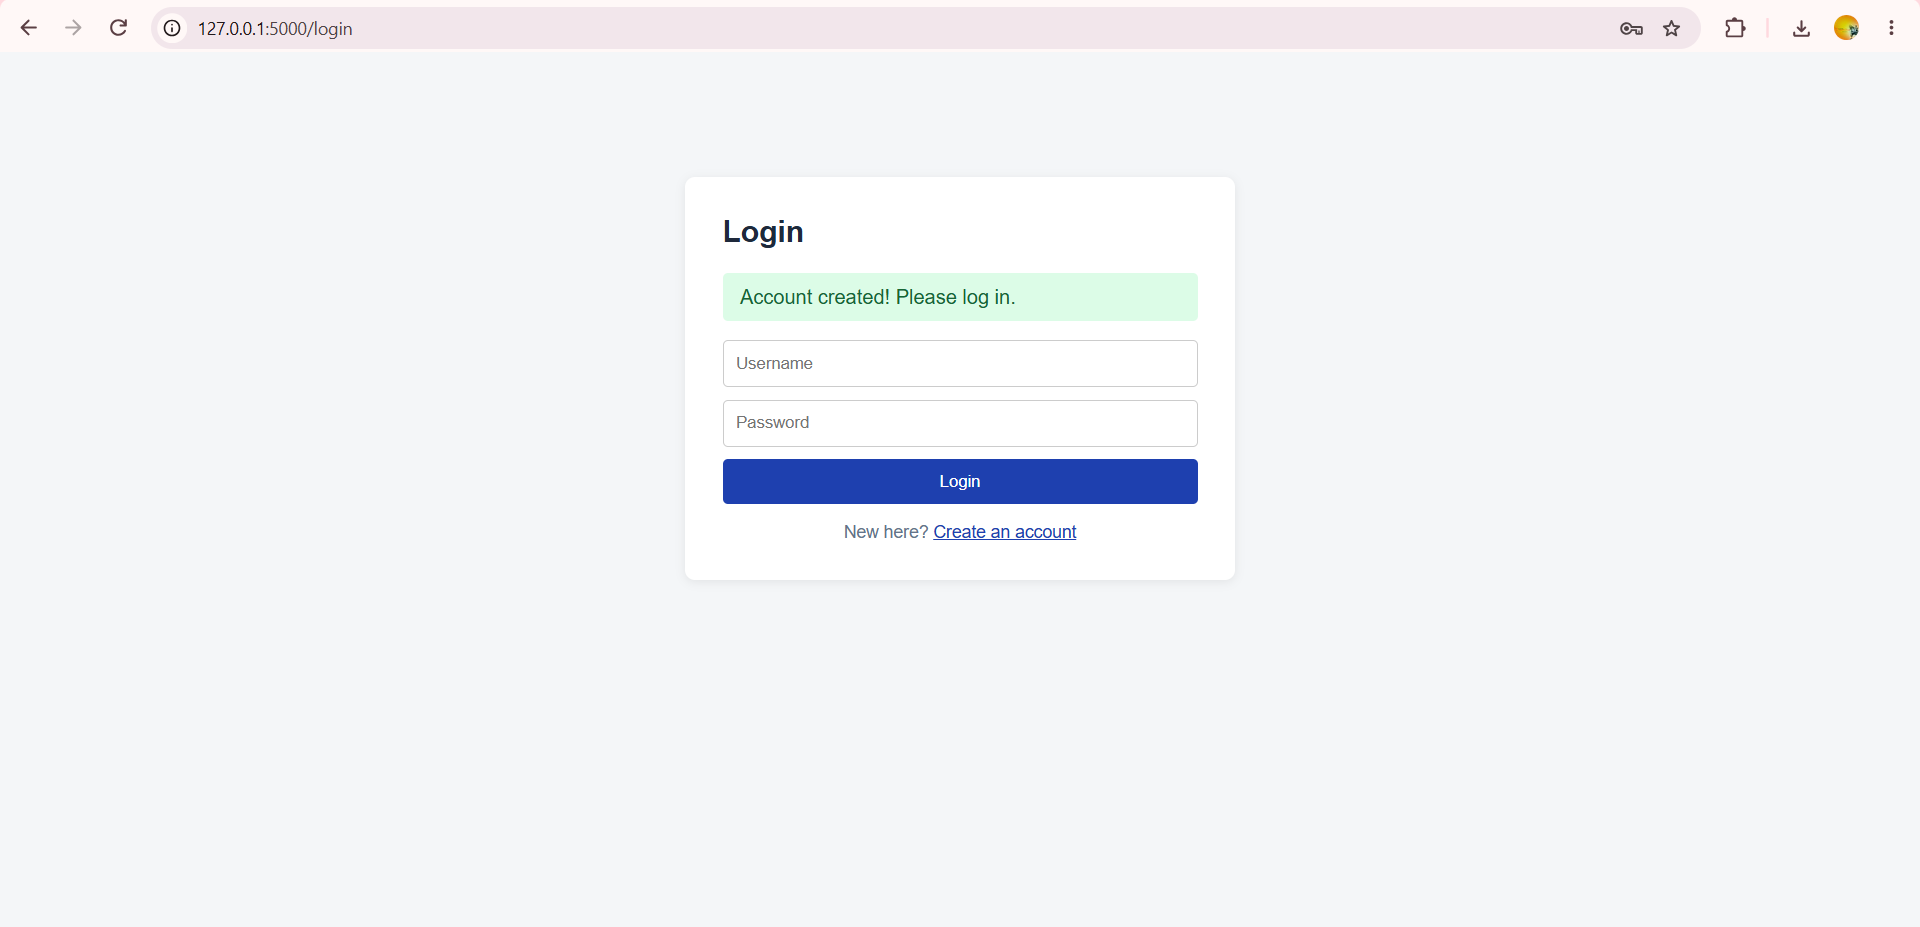 127.0.0.1:5000/login
Login
Account created! Please log in.
Username
Password
Login
New here? Create an account